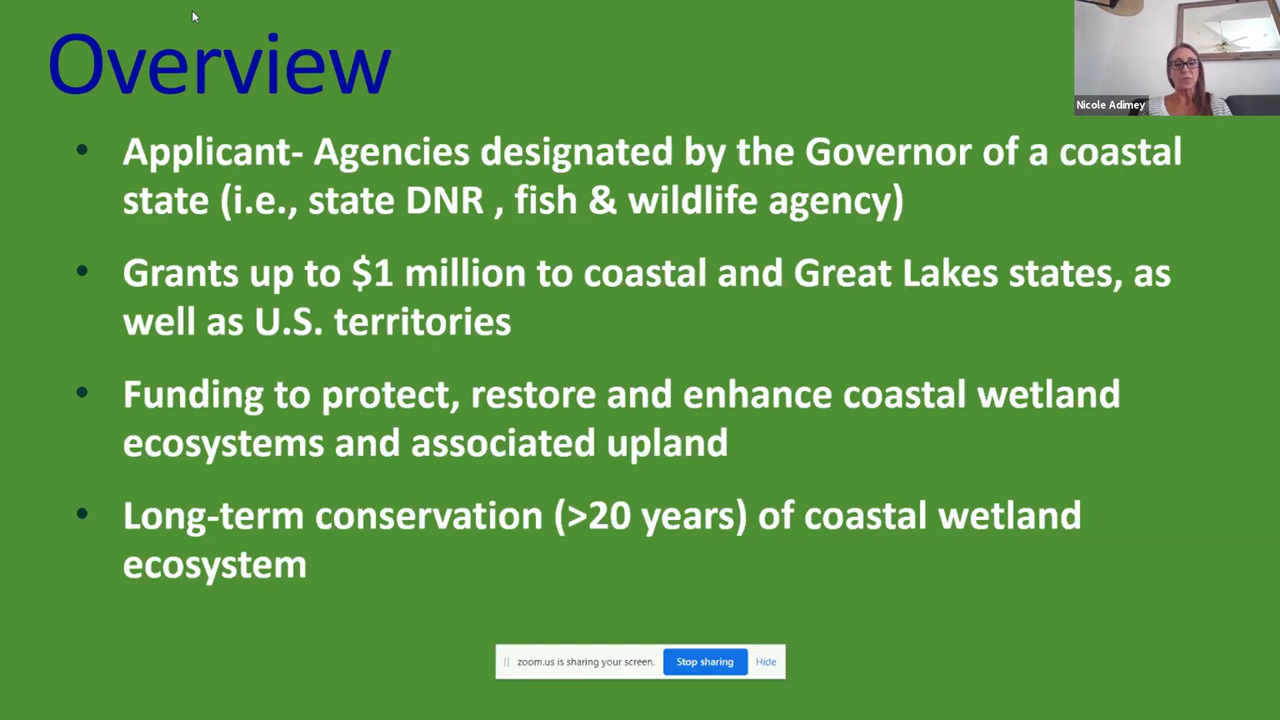 Overview
Nicole Adimey
• Applicant- Agencies designated by the Governor of a coastal
state (i.e., state DNR , fish & wildlife agency)
• Grants up to $1 million to coastal and Great Lakes states, as
well as U.S. territories
• Funding to protect, restore and enhance coastal wetland
ecosystems and associated upland
• Long-term conservation (>20 years) of coastal wetland
ecosystem
zoom.us is sharing your screen. Stop sharing Hide